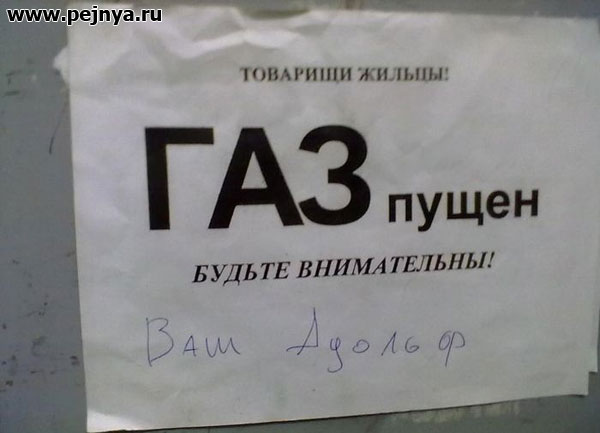 www.pejnya.ru
ТОВАРИЩИ ЖИЛЬЦЫ!
ГАЗ пущен
БУДЬТЕ ВНИМАТЕЛЬНЫ!
Ваш Адольф